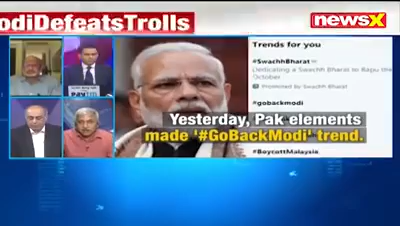 odiDefeatsTrolls
newsX
Trends for you
#SwachhBharat
Dedicating a Swachh Bharat to Bapu the
October
Promoted by Swachh Bharat
#gobackmodi
Yesterday, Pak elements
made '#GoBackModi' trend.
#BoycottMalaysia